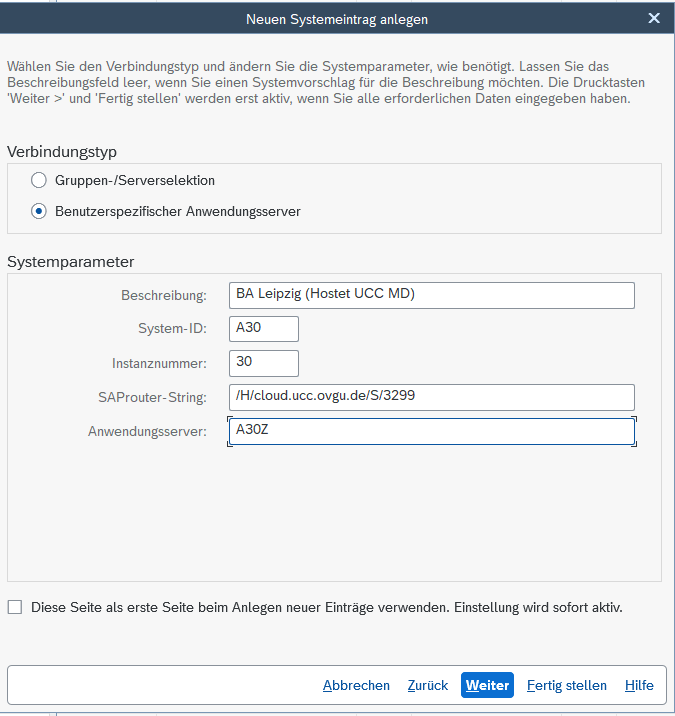 Neuen Systemeintrag anlegen
Wählen Sie den Verbindungstyp und ändern Sie die Systemparameter, wie benötigt. Lassen Sie das
Beschreibungsfeld leer, wenn Sie einen Systemvorschlag für die Beschreibung möchten. Die Drucktasten
'Weiter >' und 'Fertig stellen' werden erst aktiv, wenn Sie alle erforderlichen Daten eingegeben haben.
Verbindungstyp
Gruppen-/Serverselektion
Benutzerspezifischer Anwendungsserver
Systemparameter
Beschreibung: BA Leipzig (Hostet UCC MD)
System-ID: A30
Instanznummer: 30
SAProuter-String: /H/cloud.ucc.ovgu.de/S/3299
Anwendungsserver: A30Z
Diese Seite als erste Seite beim Anlegen neuer Einträge verwenden. Einstellung wird sofort aktiv.
Abbrechen Zurück Weiter Fertig stellen Hilfe